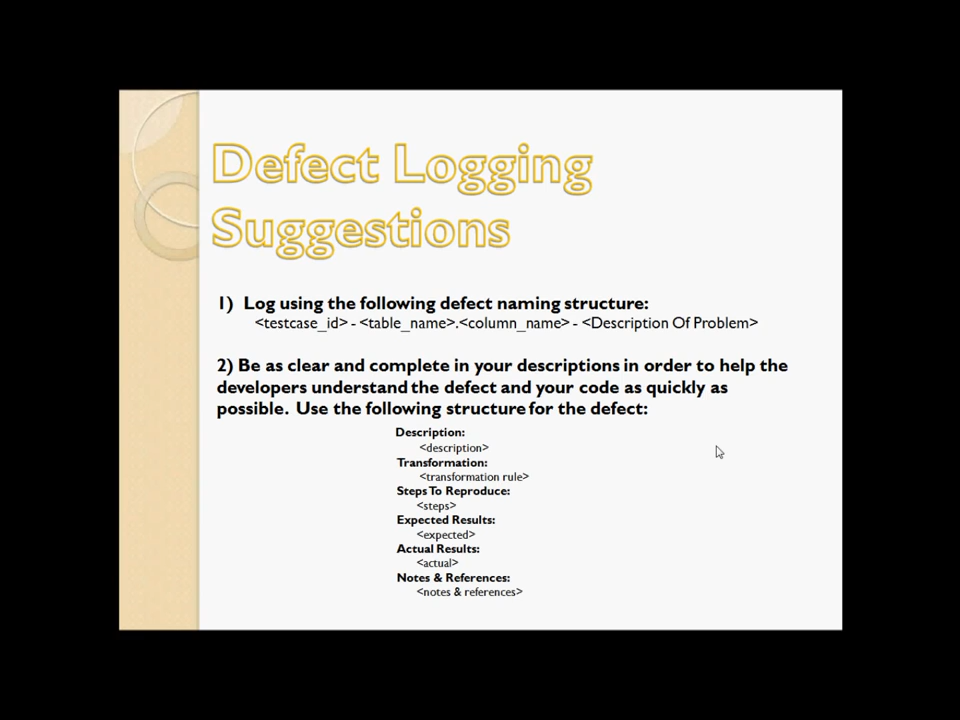 Defect Logging
Suggestions
1) Log using the following defect naming structure:
<testcase_id> - <table_name>.<column_name> - <Description Of Problem>
2) Be as clear and complete in your descriptions in order to help the
developers understand the defect and your code as quickly as
possible. Use the following structure for the defect:
Description:
<description>
Transformation:
<transformation rule>
Steps To Reproduce:
<steps>
Expected Results:
<expected>
Actual Results:
<actual>
Notes & References:
<notes & references>